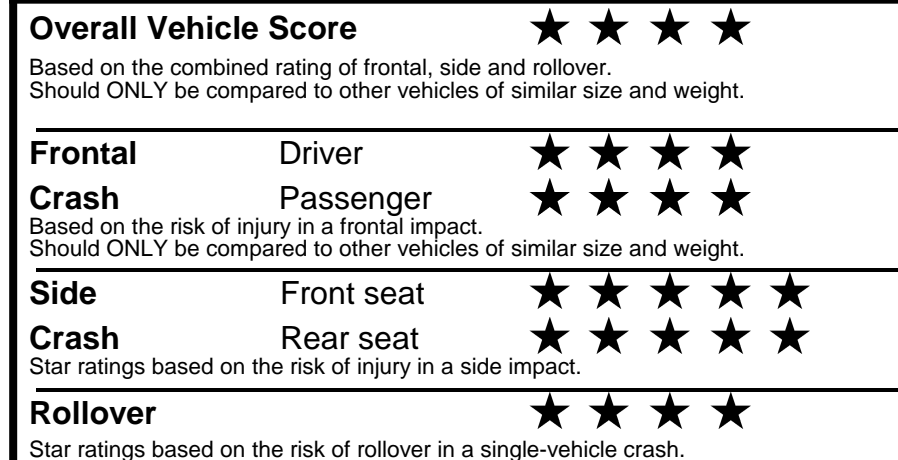 Overall Vehicle Score ★ ★ ★ ★
Based on the combined rating of frontal, side and rollover.
Should ONLY be compared to other vehicles of similar size and weight.
Frontal Driver ★ ★ ★ ★
Crash Passenger ★ ★ ★ ★
Based on the risk of injury in a frontal impact.
Should ONLY be compared to other vehicles of similar size and weight.
Side Front seat ★ ★ ★ ★ ★
Crash Rear seat ★ ★ ★ ★ ★
Star ratings based on the risk of injury in a side impact.
Rollover ★ ★ ★ ★
Star ratings based on the risk of rollover in a single-vehicle crash.